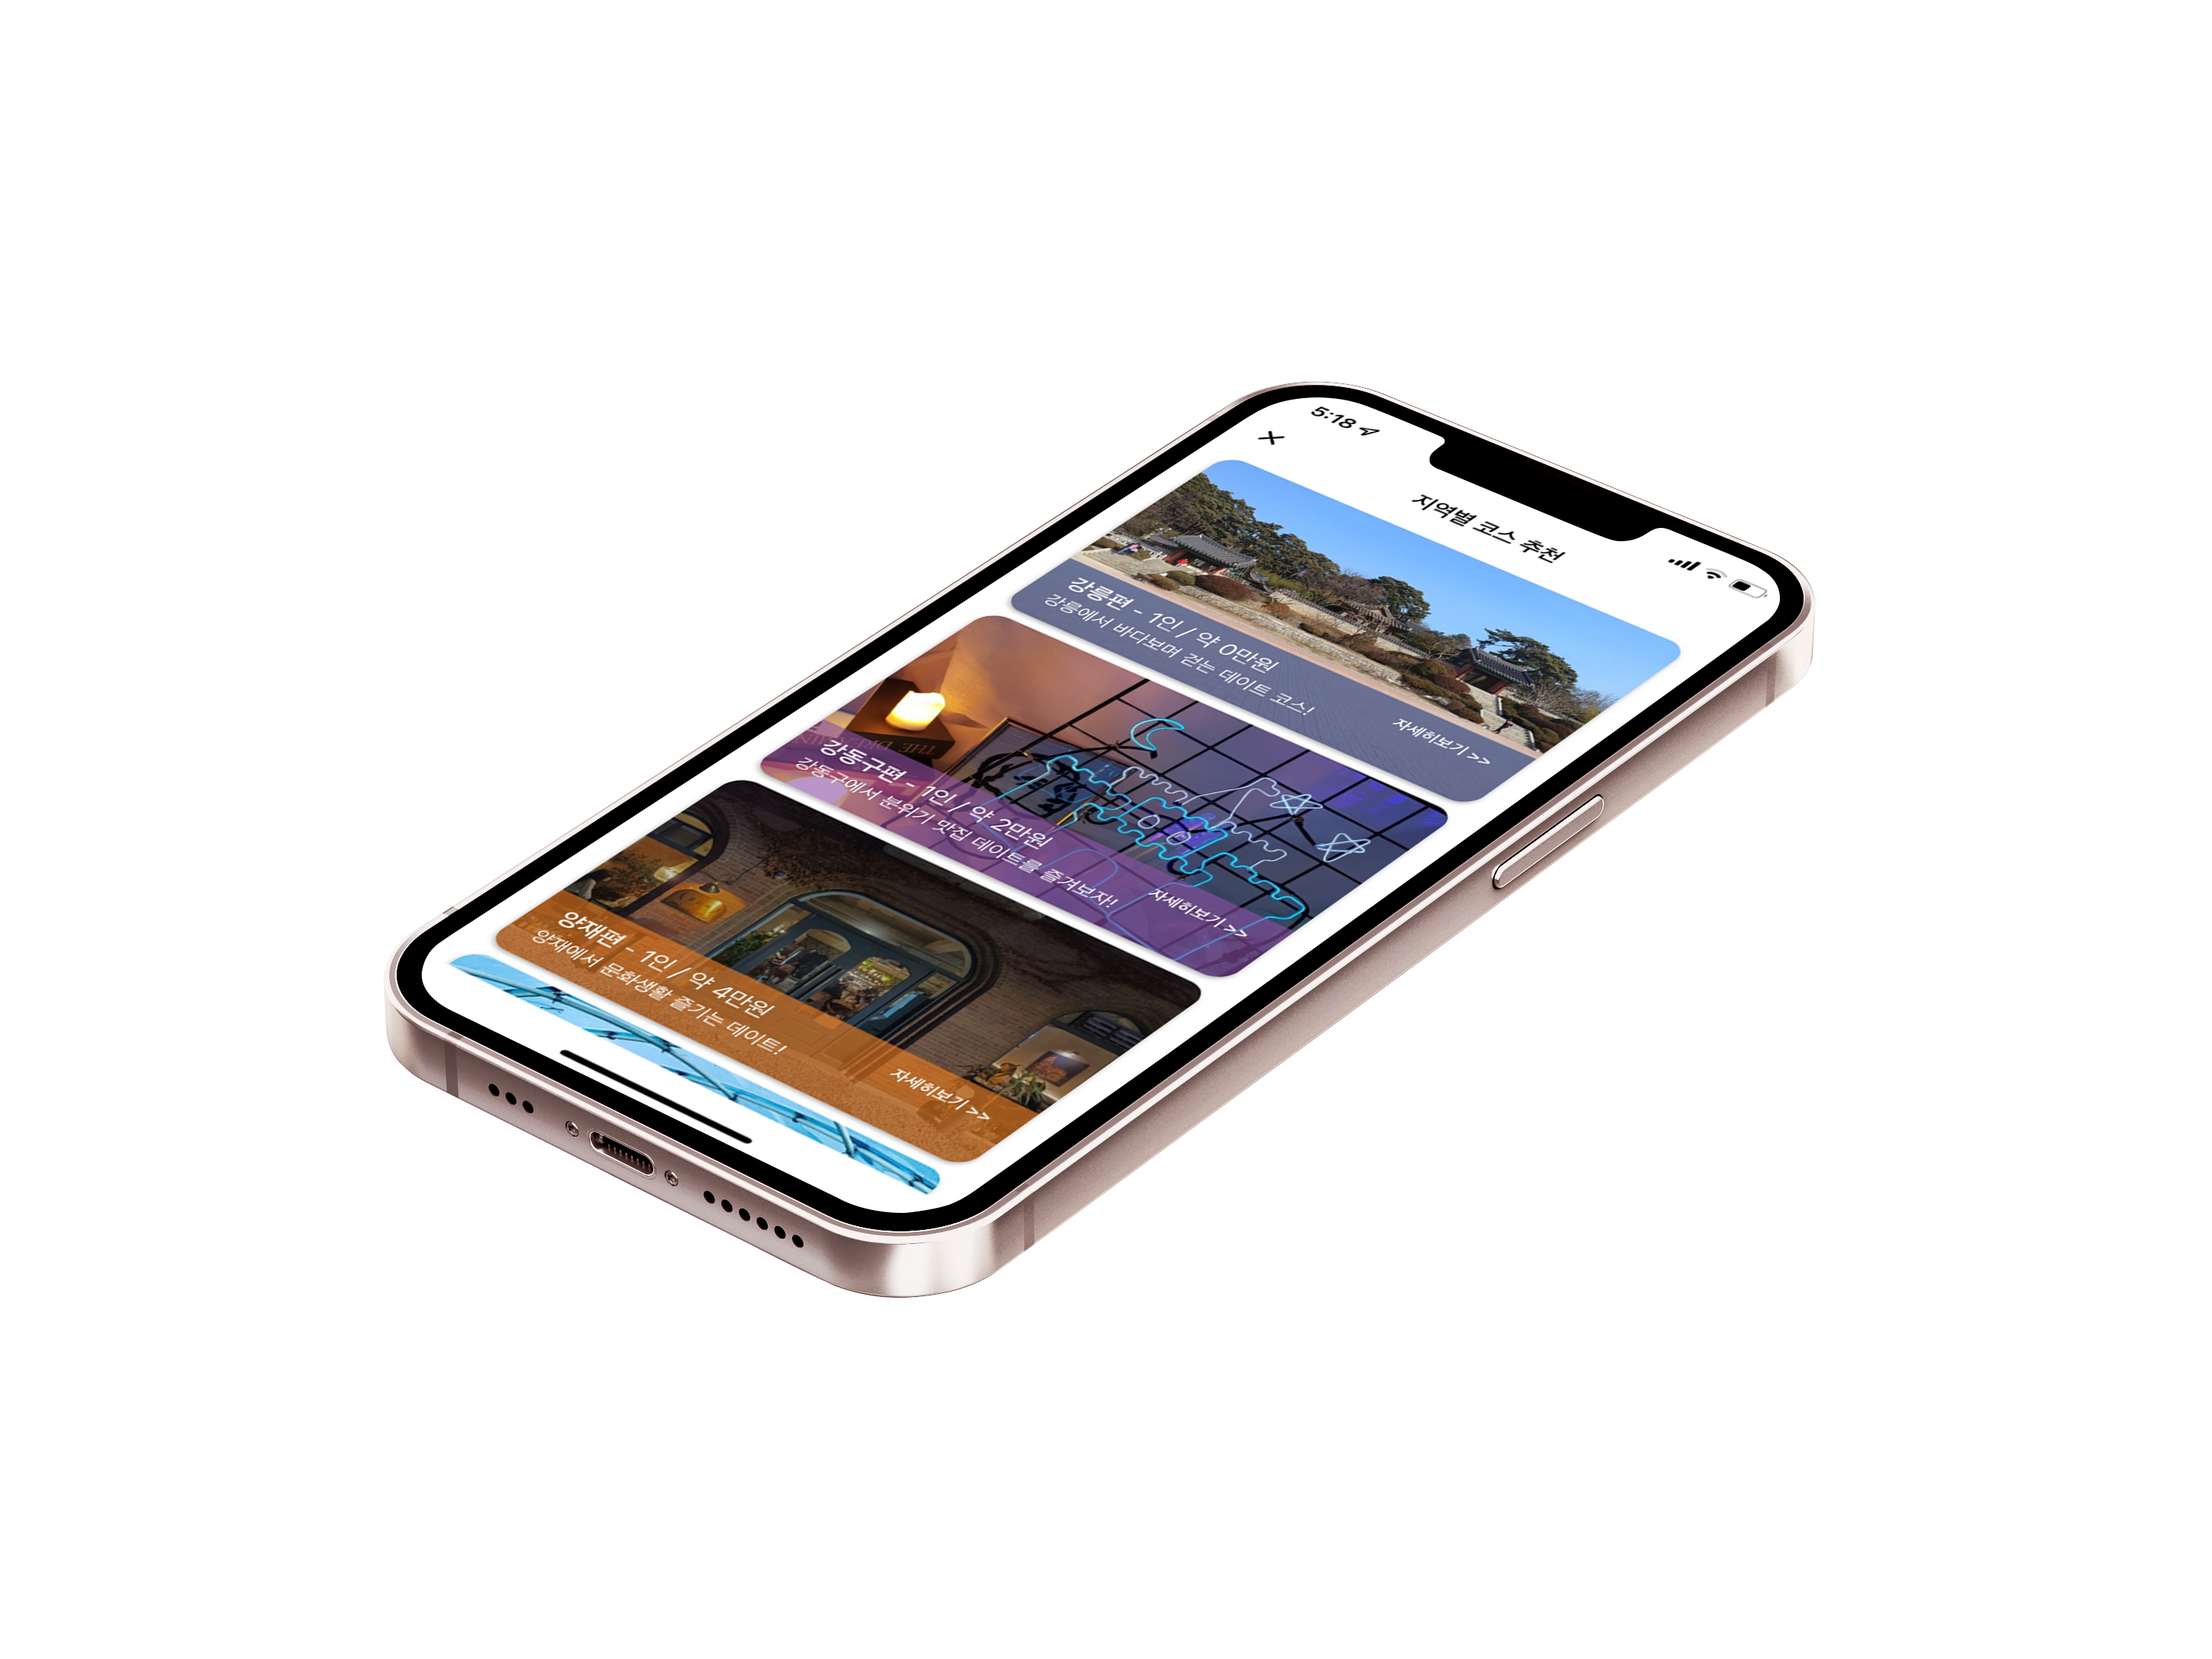 5:18
지역별 코스 추천
강릉편 - 1인 / 약 0만원
강릉에서 바다보며 걷는 데이트 코스!
자세히보기 >>
강동구편 - 1인 / 약 2만원
강동구에서 분위기 맛집 데이트를 즐겨보자!
자세히보기 >>
양재편 - 1인 / 약 4만원
양재에서 문화생활 즐기는 데이트!
자세히보기 >>